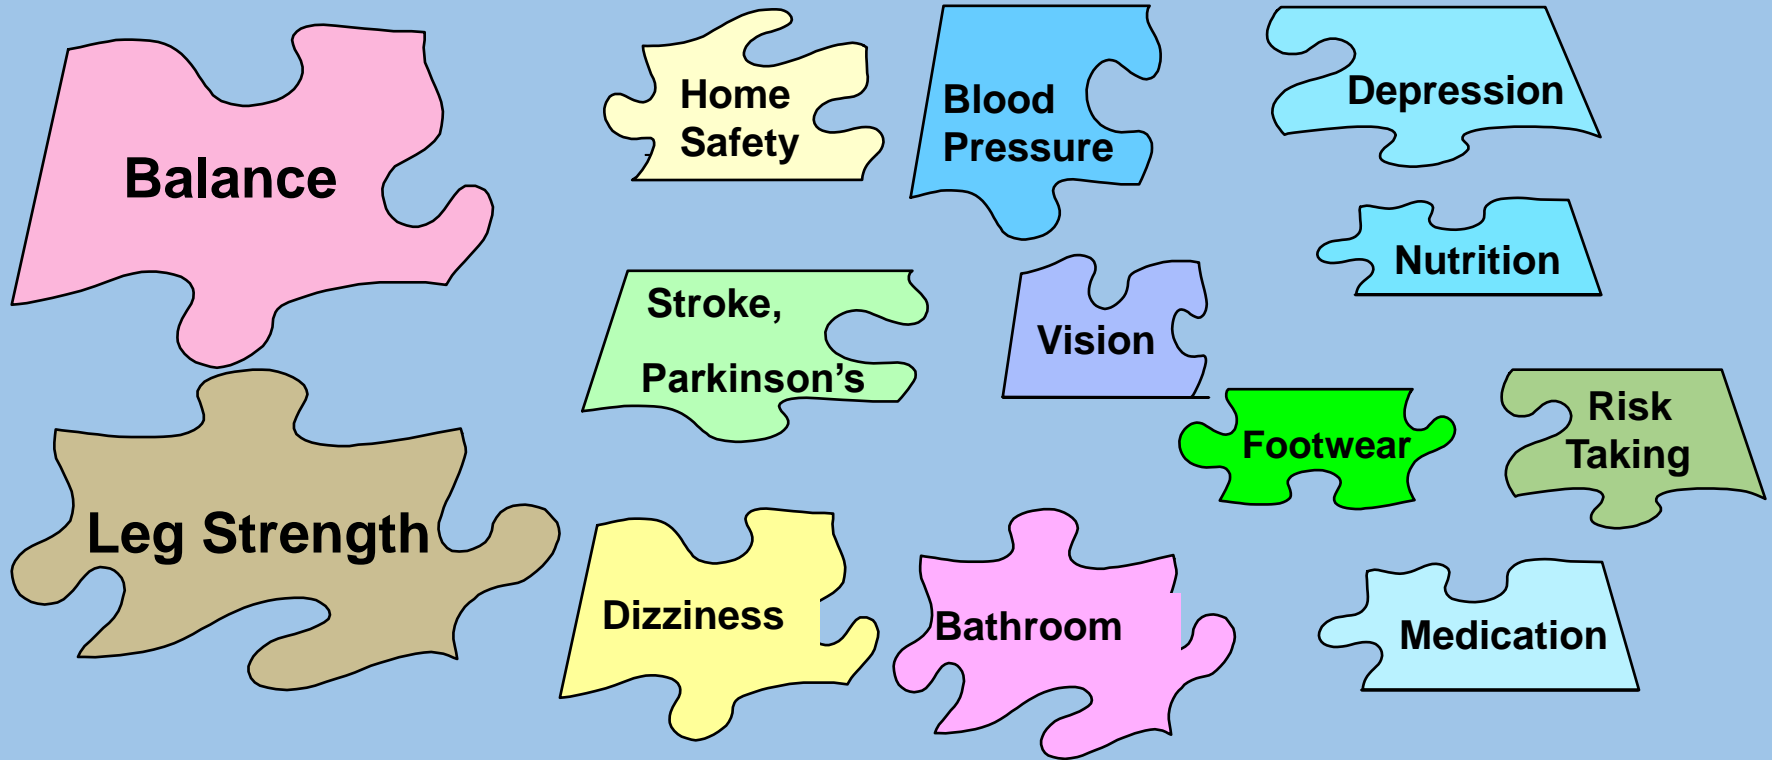 Balance
Home
Safety
Blood
Pressure
Depression
Nutrition
Stroke,
Parkinson’s
Vision
Footwear
Risk
Taking
Leg Strength
Dizziness
Bathroom
Medication